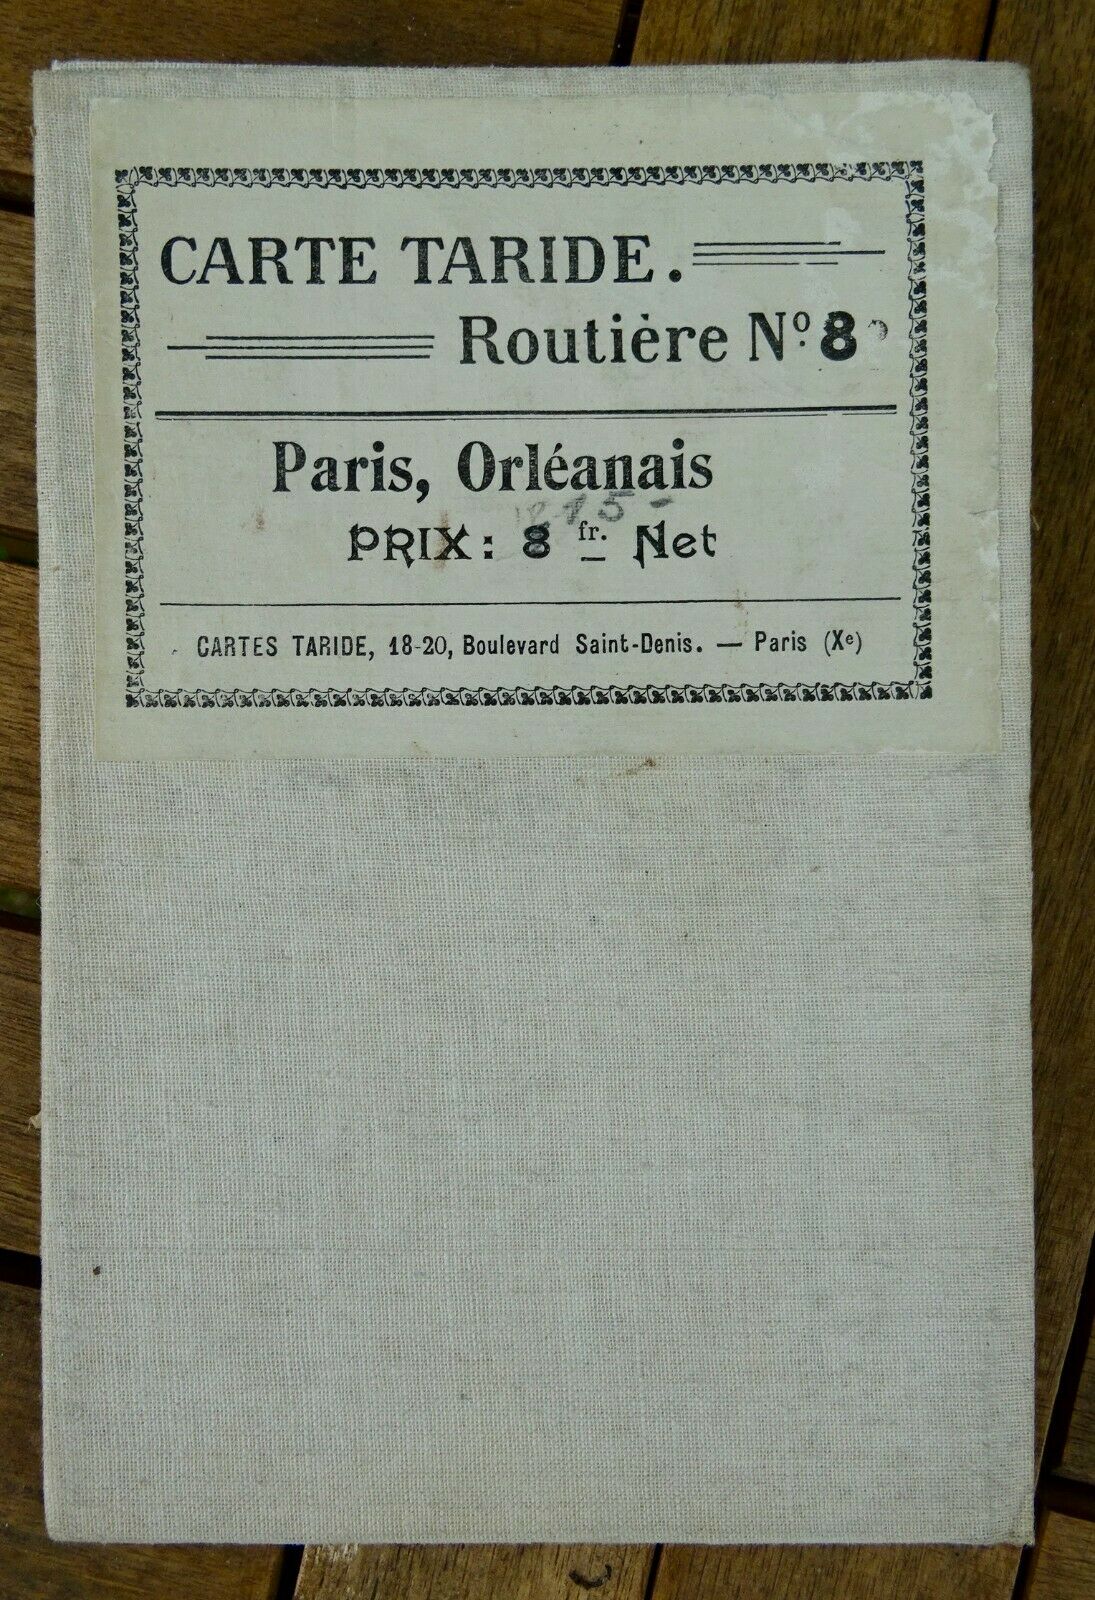 CARTE TARIDE.
Routière Nº 8
Paris, Orléanais
PRIX : 8 fr. Net
CARTES TARIDE, 18-20, Boulevard Saint-Denis. — Paris (Xe)